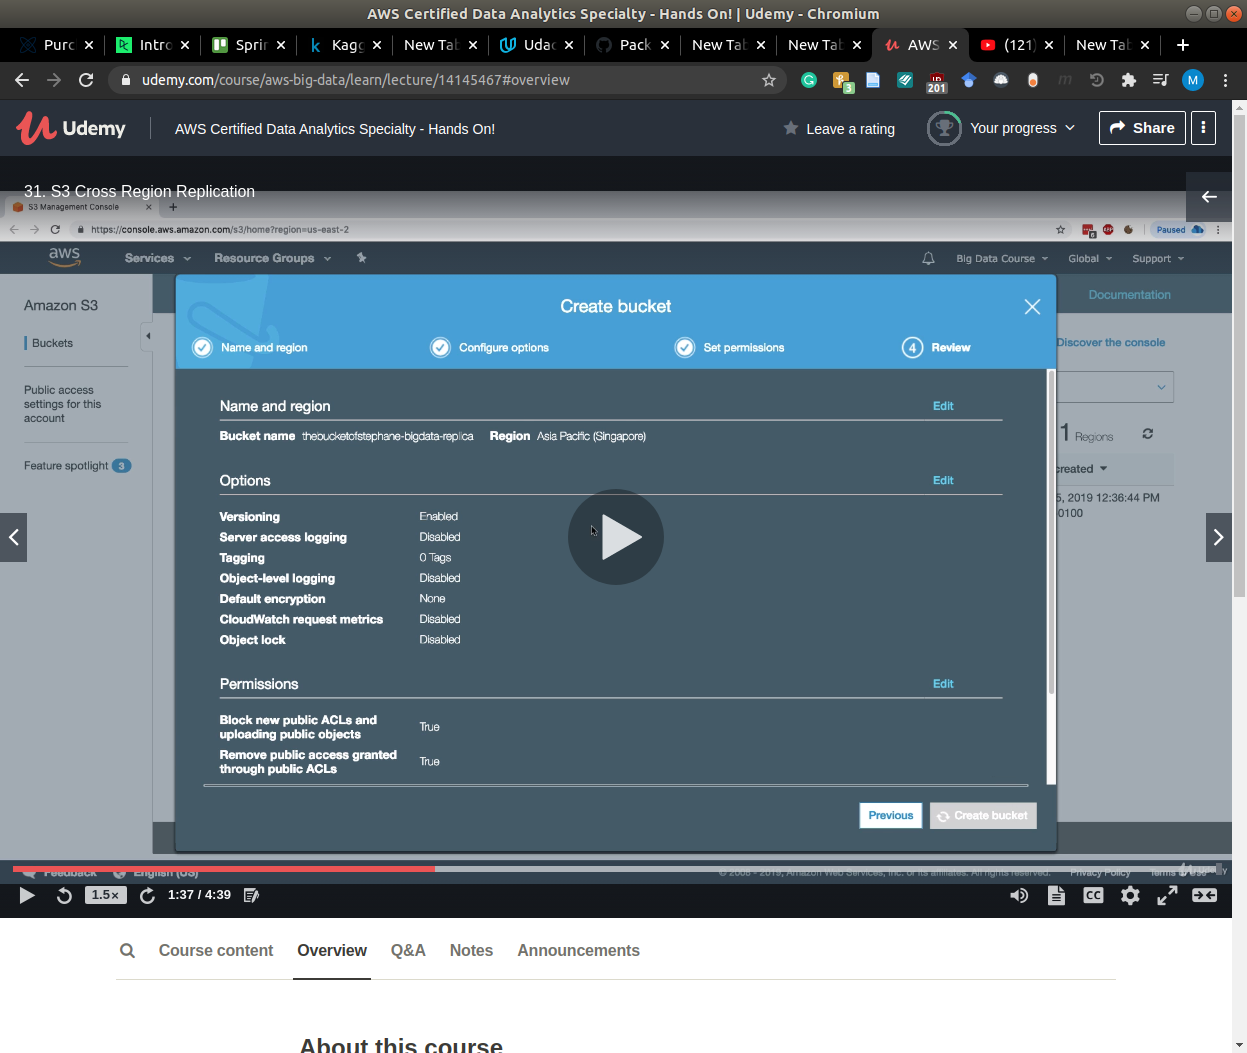 AWS Certified Data Analytics Specialty - Hands On! | Udemy - Chromium
Purc
Intro
Sprin
Kagg
New Tab
Udac
Pack
New Tab
New Tab
AWS
(121)
New Tab
udemy.com/course/aws-big-data/learn/lecture/14145467#overview
3
201
M
Udemy
AWS Certified Data Analytics Specialty - Hands On!
Leave a rating
Your progress
Share
31. S3 Cross Region Replication
S3 Management Console
https://console.aws.amazon.com/s3/home?region=us-east-2
Paused
aws
Services
Resource Groups
Big Data Course
Global
Support
Amazon S3
Buckets
Public access
settings for this
account
Feature spotlight 3
Documentation
Discover the console
1 Regions
created
5, 2019 12:36:44 PM
0100
Create bucket
Name and region
Configure options
Set permissions
4 Review
Name and region
Edit
Bucket name thebucketofstephane-bigdata-replica Region Asia Pacific (Singapore)
Options
Edit
Versioning Enabled
Server access logging Disabled
Tagging 0 Tags
Object-level logging Disabled
Default encryption None
CloudWatch request metrics Disabled
Object lock Disabled
Permissions
Edit
Block new public ACLs and
uploading public objects
True
Remove public access granted
through public ACLs
True
Previous
Create bucket
Feedback
English (US)
© 2008 - 2019, Amazon Web Services, Inc. or its affiliates. All rights reserved.
Privacy Policy
Terms of Use
1.5×
1:37 / 4:39
CC
Course content
Overview
Q&A
Notes
Announcements
About this course